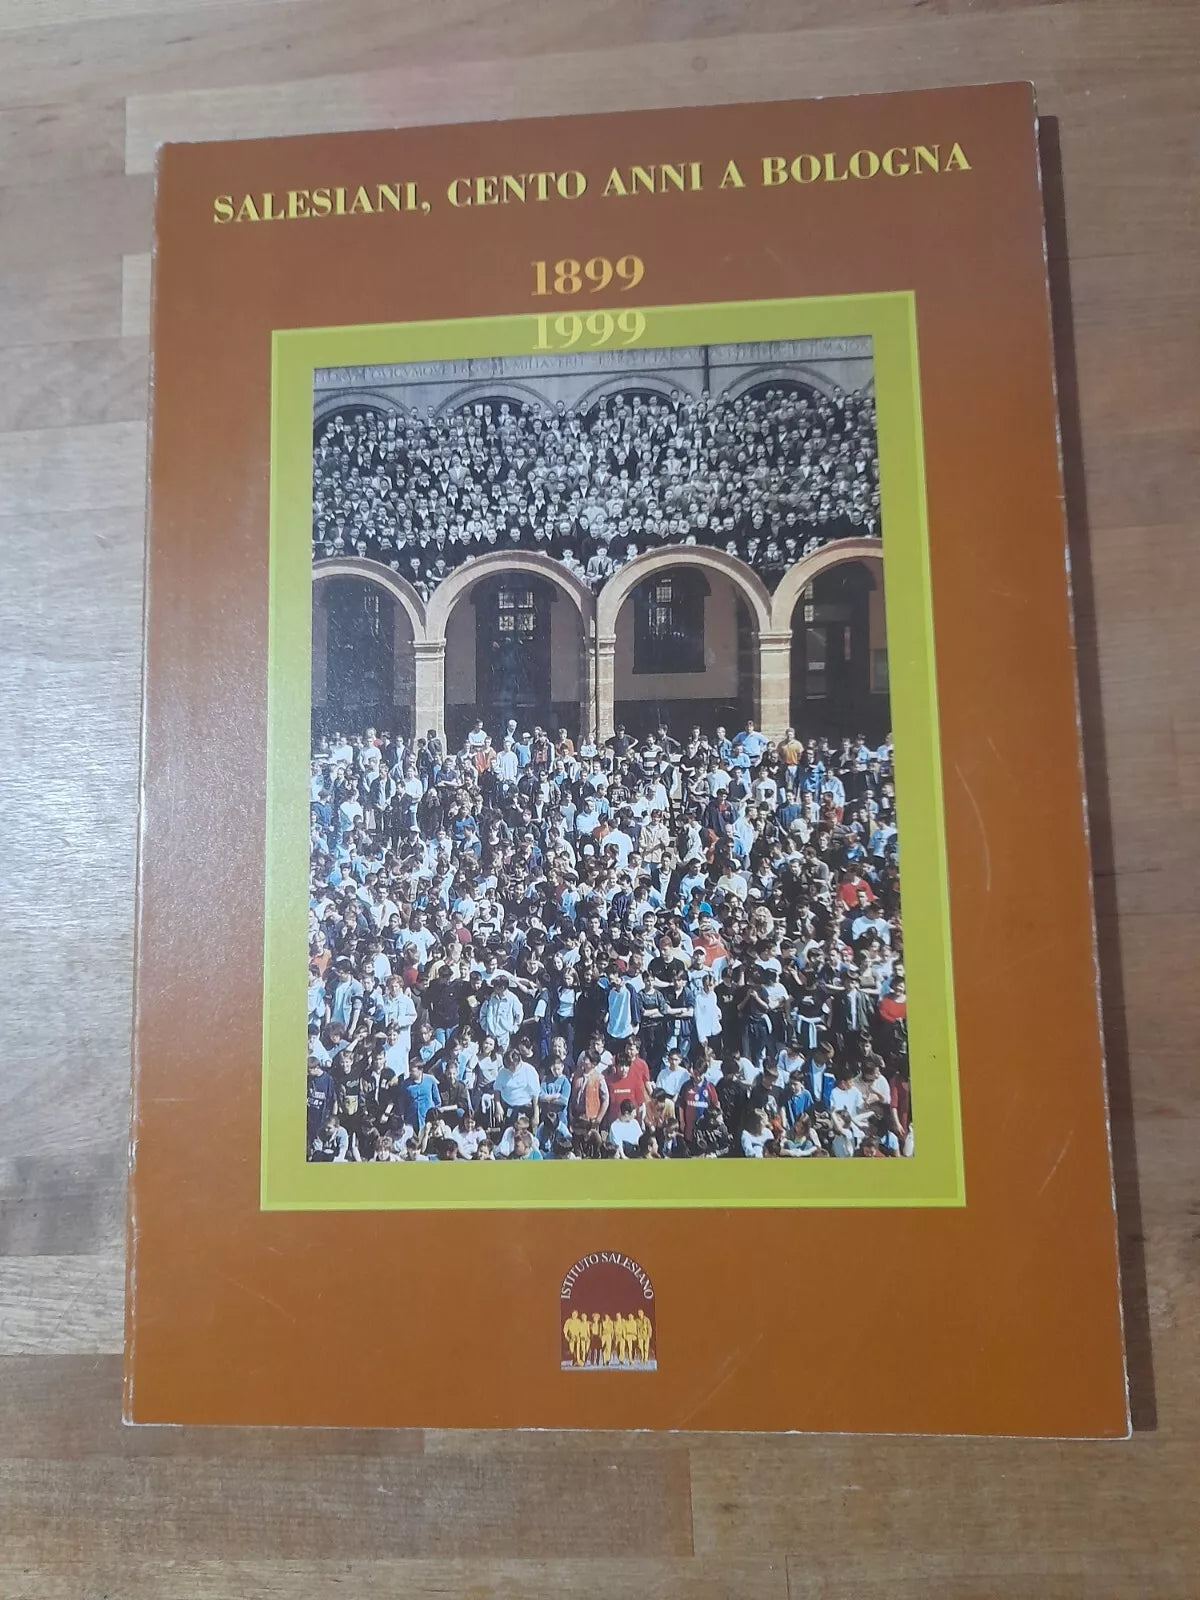 SALESIANI, CENTO ANNI A BOLOGNA
1899
1999
ISTITUTO SALESIANO